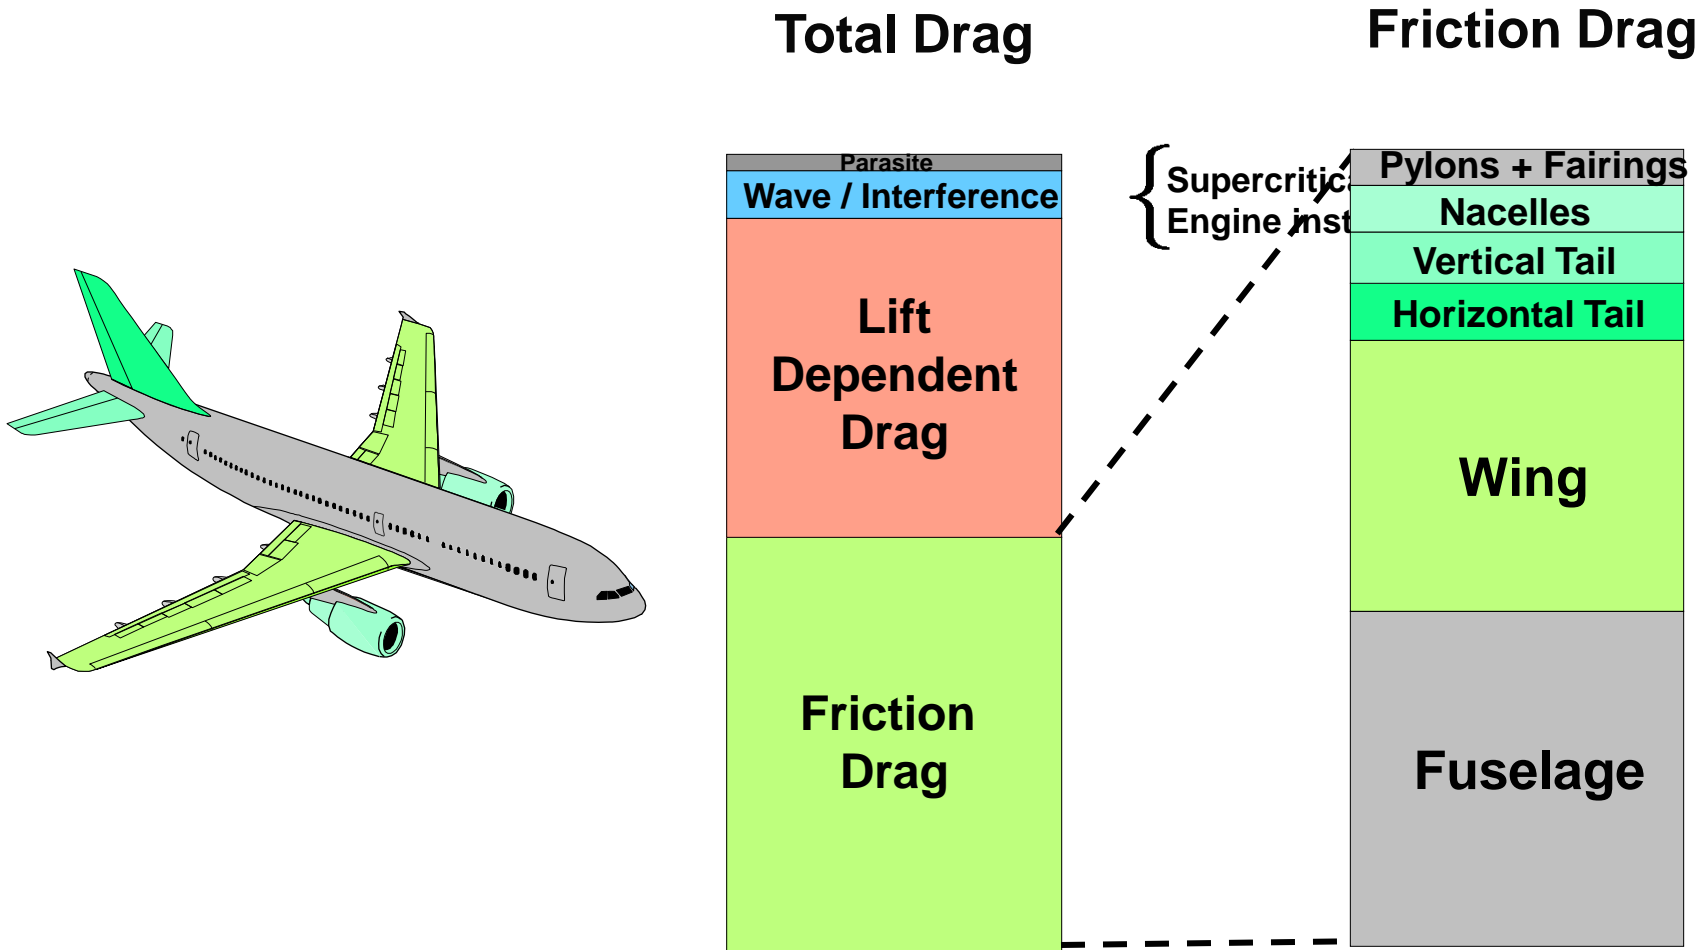 Total Drag
Friction Drag
Parasite
Wave / Interference
Lift
Dependent
Drag
Friction
Drag
Engine
Pylons + Fairings
Nacelles
Vertical Tail
Horizontal Tail
Wing
Fuselage